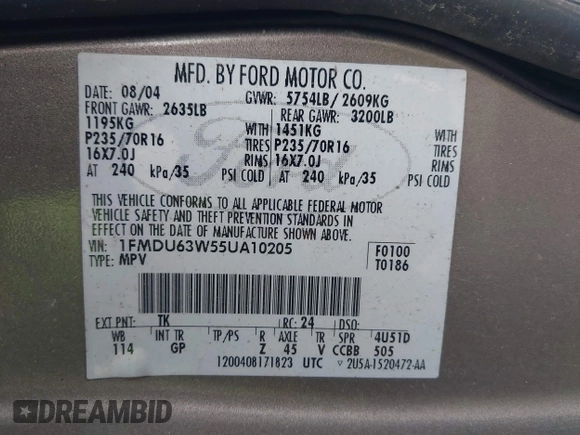 MFD. BY FORD MOTOR CO.
DATE: 08/04 GVWR: 5754LB/ 2609KG
FRONT GAWR: 2635LB REAR GAWR: 3200LB
1195KG WITH 1451KG WITH
P235/70R16 TIRES P235/70R16 TIRES
16X7.0J RIMS 16X7.0J RIMS
AT 240 kPa/35 PSI COLD AT 240 kPa/35 PSI COLD
THIS VEHICLE CONFORMS TO ALL APPLICABLE FEDERAL MOTOR
VEHICLE SAFETY AND THEFT PREVENTION STANDARDS IN
EFFECT ON THE DATE OF MANUFACTURE SHOWN ABOVE.
VIN: 1FMDU63W55UA10205 F0100
TYPE: MPV T0186
EXT PNT: TK RC: 24 DSO:
WB INT TR TP/PS R AXLE TR SPR 4U51D
114 GP Z 45 V CCBB 505
1200408171823 UTC ▽ 2U5A-1520472-AA
Ford
DREAMBID